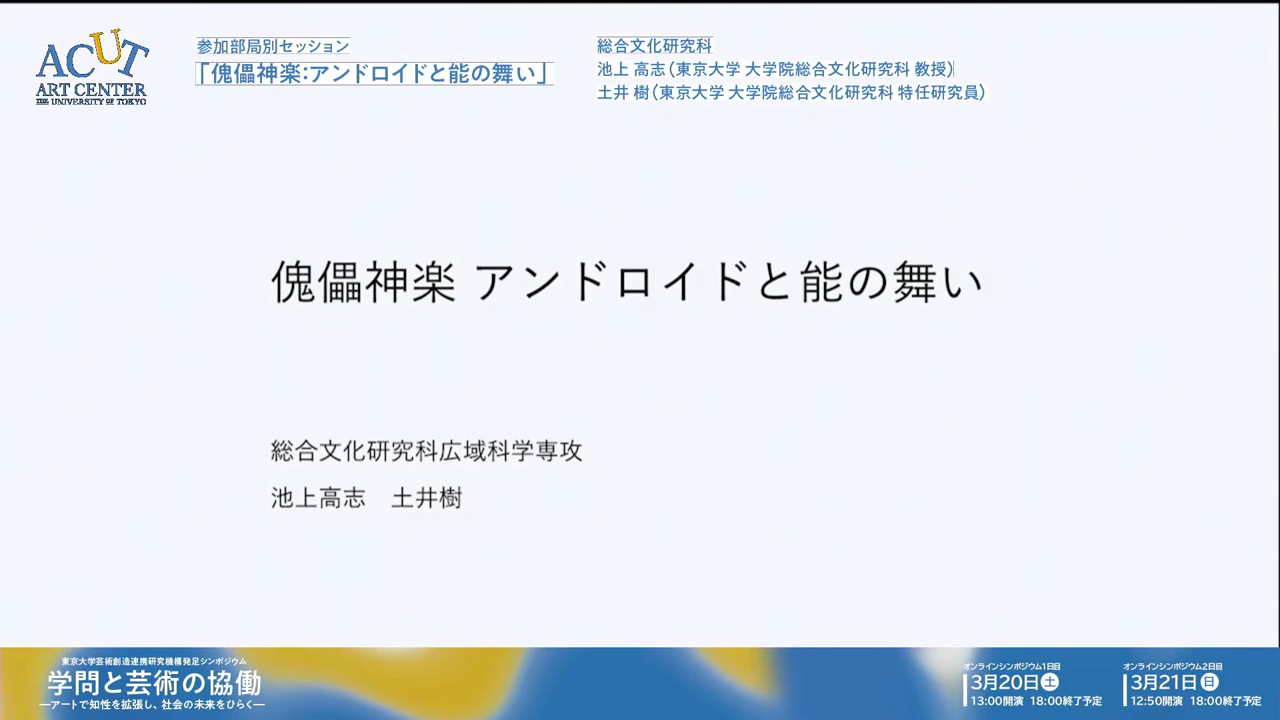 ACUT
ART CENTER
THE UNIVERSITY OF TOKYO
参加部局別セッション
「傀儡神楽：アンドロイドと能の舞い」
総合文化研究科
池上 高志（東京大学 大学院総合文化研究科 教授）
土井 樹（東京大学 大学院総合文化研究科 特任研究員）
傀儡神楽 アンドロイドと能の舞い
総合文化研究科広域科学専攻
池上高志　土井樹
東京大学芸術創造連携研究機構発足シンポジウム
学問と芸術の協働
―アートで知性を拡張し、社会の未来をひらく―
オンラインシンポジウム1日目
3月20日土
13:00開演 18:00終了予定
オンラインシンポジウム2日目
3月21日日
12:50開演 18:00終了予定